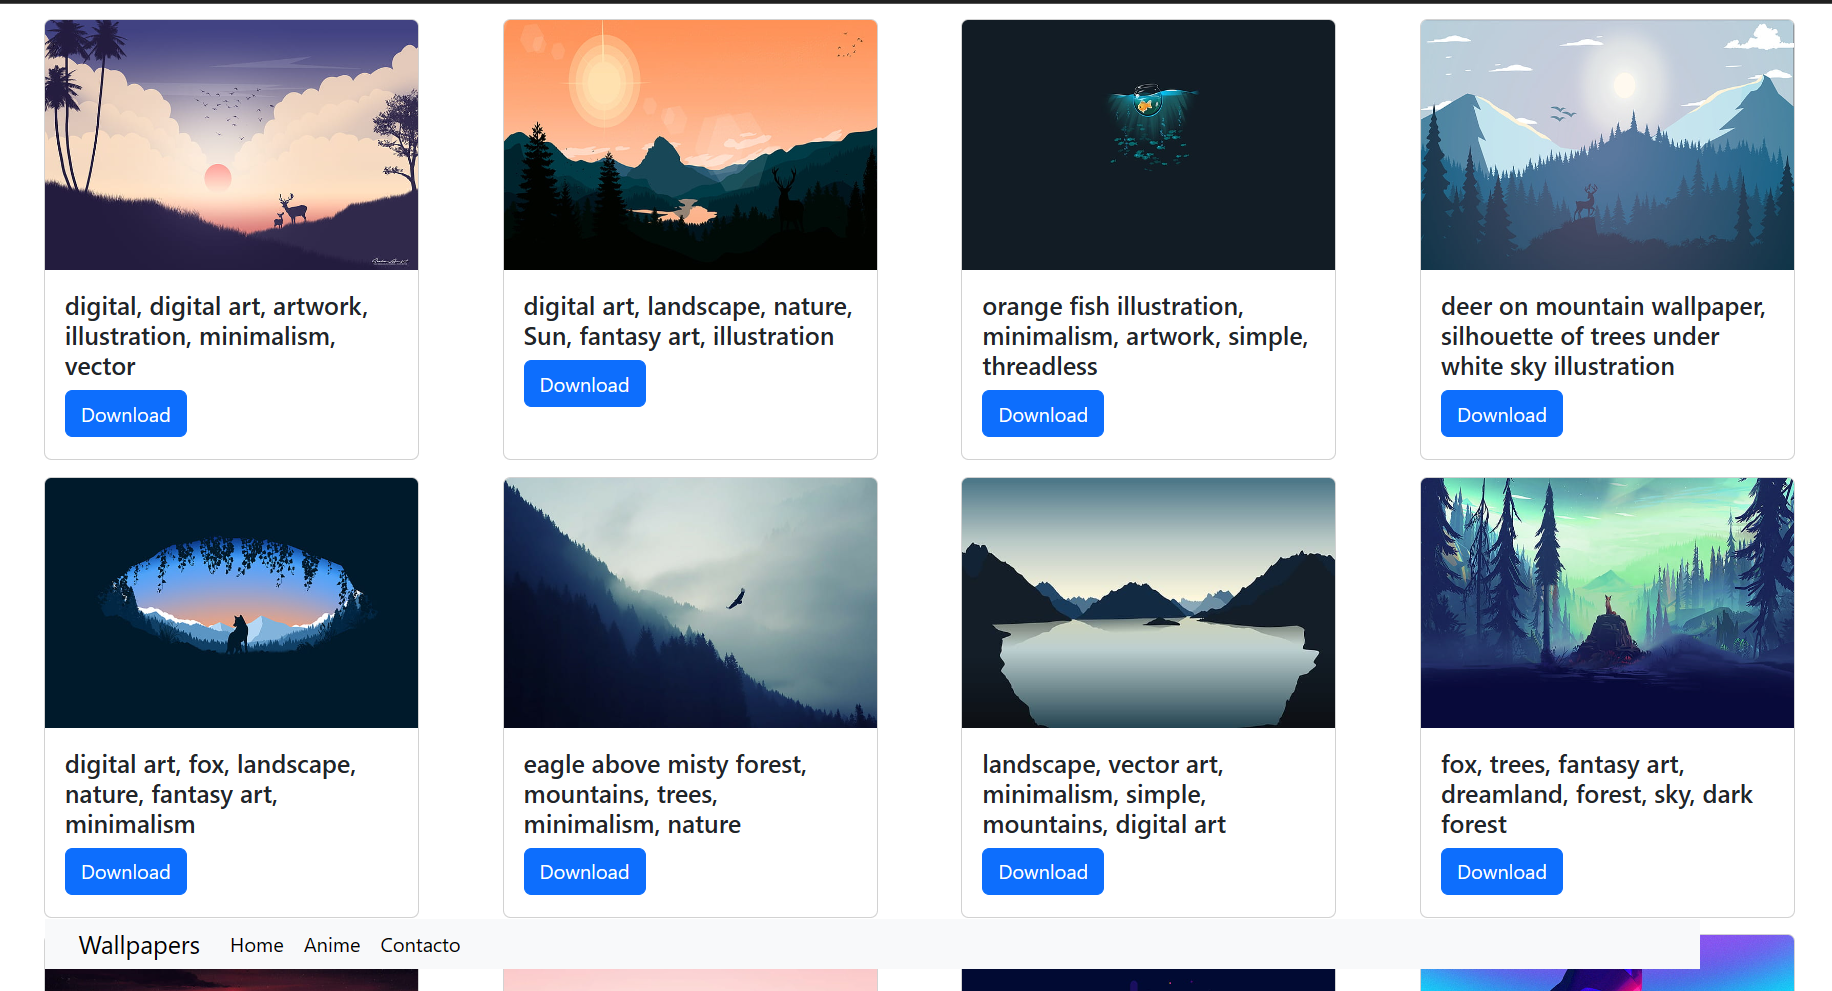 digital, digital art, artwork,
illustration, minimalism,
vector
Download
digital art, landscape, nature,
Sun, fantasy art, illustration
Download
orange fish illustration,
minimalism, artwork, simple,
threadless
Download
deer on mountain wallpaper,
silhouette of trees under
white sky illustration
Download
digital art, fox, landscape,
nature, fantasy art,
minimalism
Download
eagle above misty forest,
mountains, trees,
minimalism, nature
Download
landscape, vector art,
minimalism, simple,
mountains, digital art
Download
fox, trees, fantasy art,
dreamland, forest, sky, dark
forest
Download
Wallpapers Home Anime Contacto